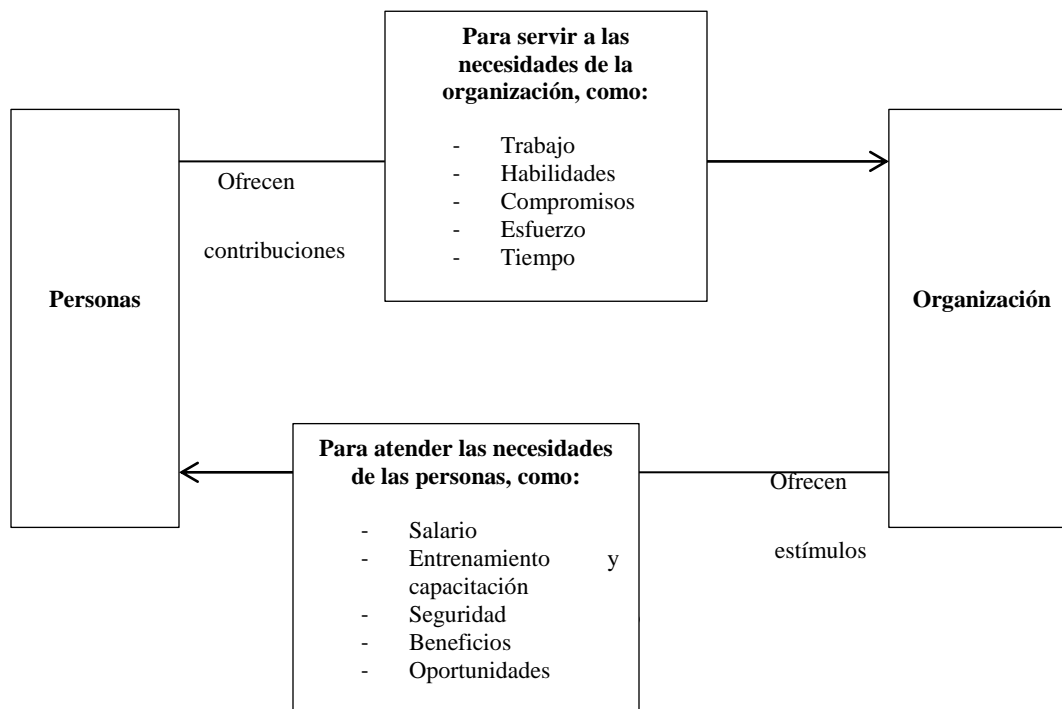 Para servir a las
necesidades de la
organización, como:
- Trabajo
- Habilidades
- Compromisos
- Esfuerzo
- Tiempo
Ofrecen
contribuciones
Personas
Organización
Para atender las necesidades
de las personas, como:
- Salario
- Entrenamiento y
capacitación
- Seguridad
- Beneficios
- Oportunidades
Ofrecen
estímulos